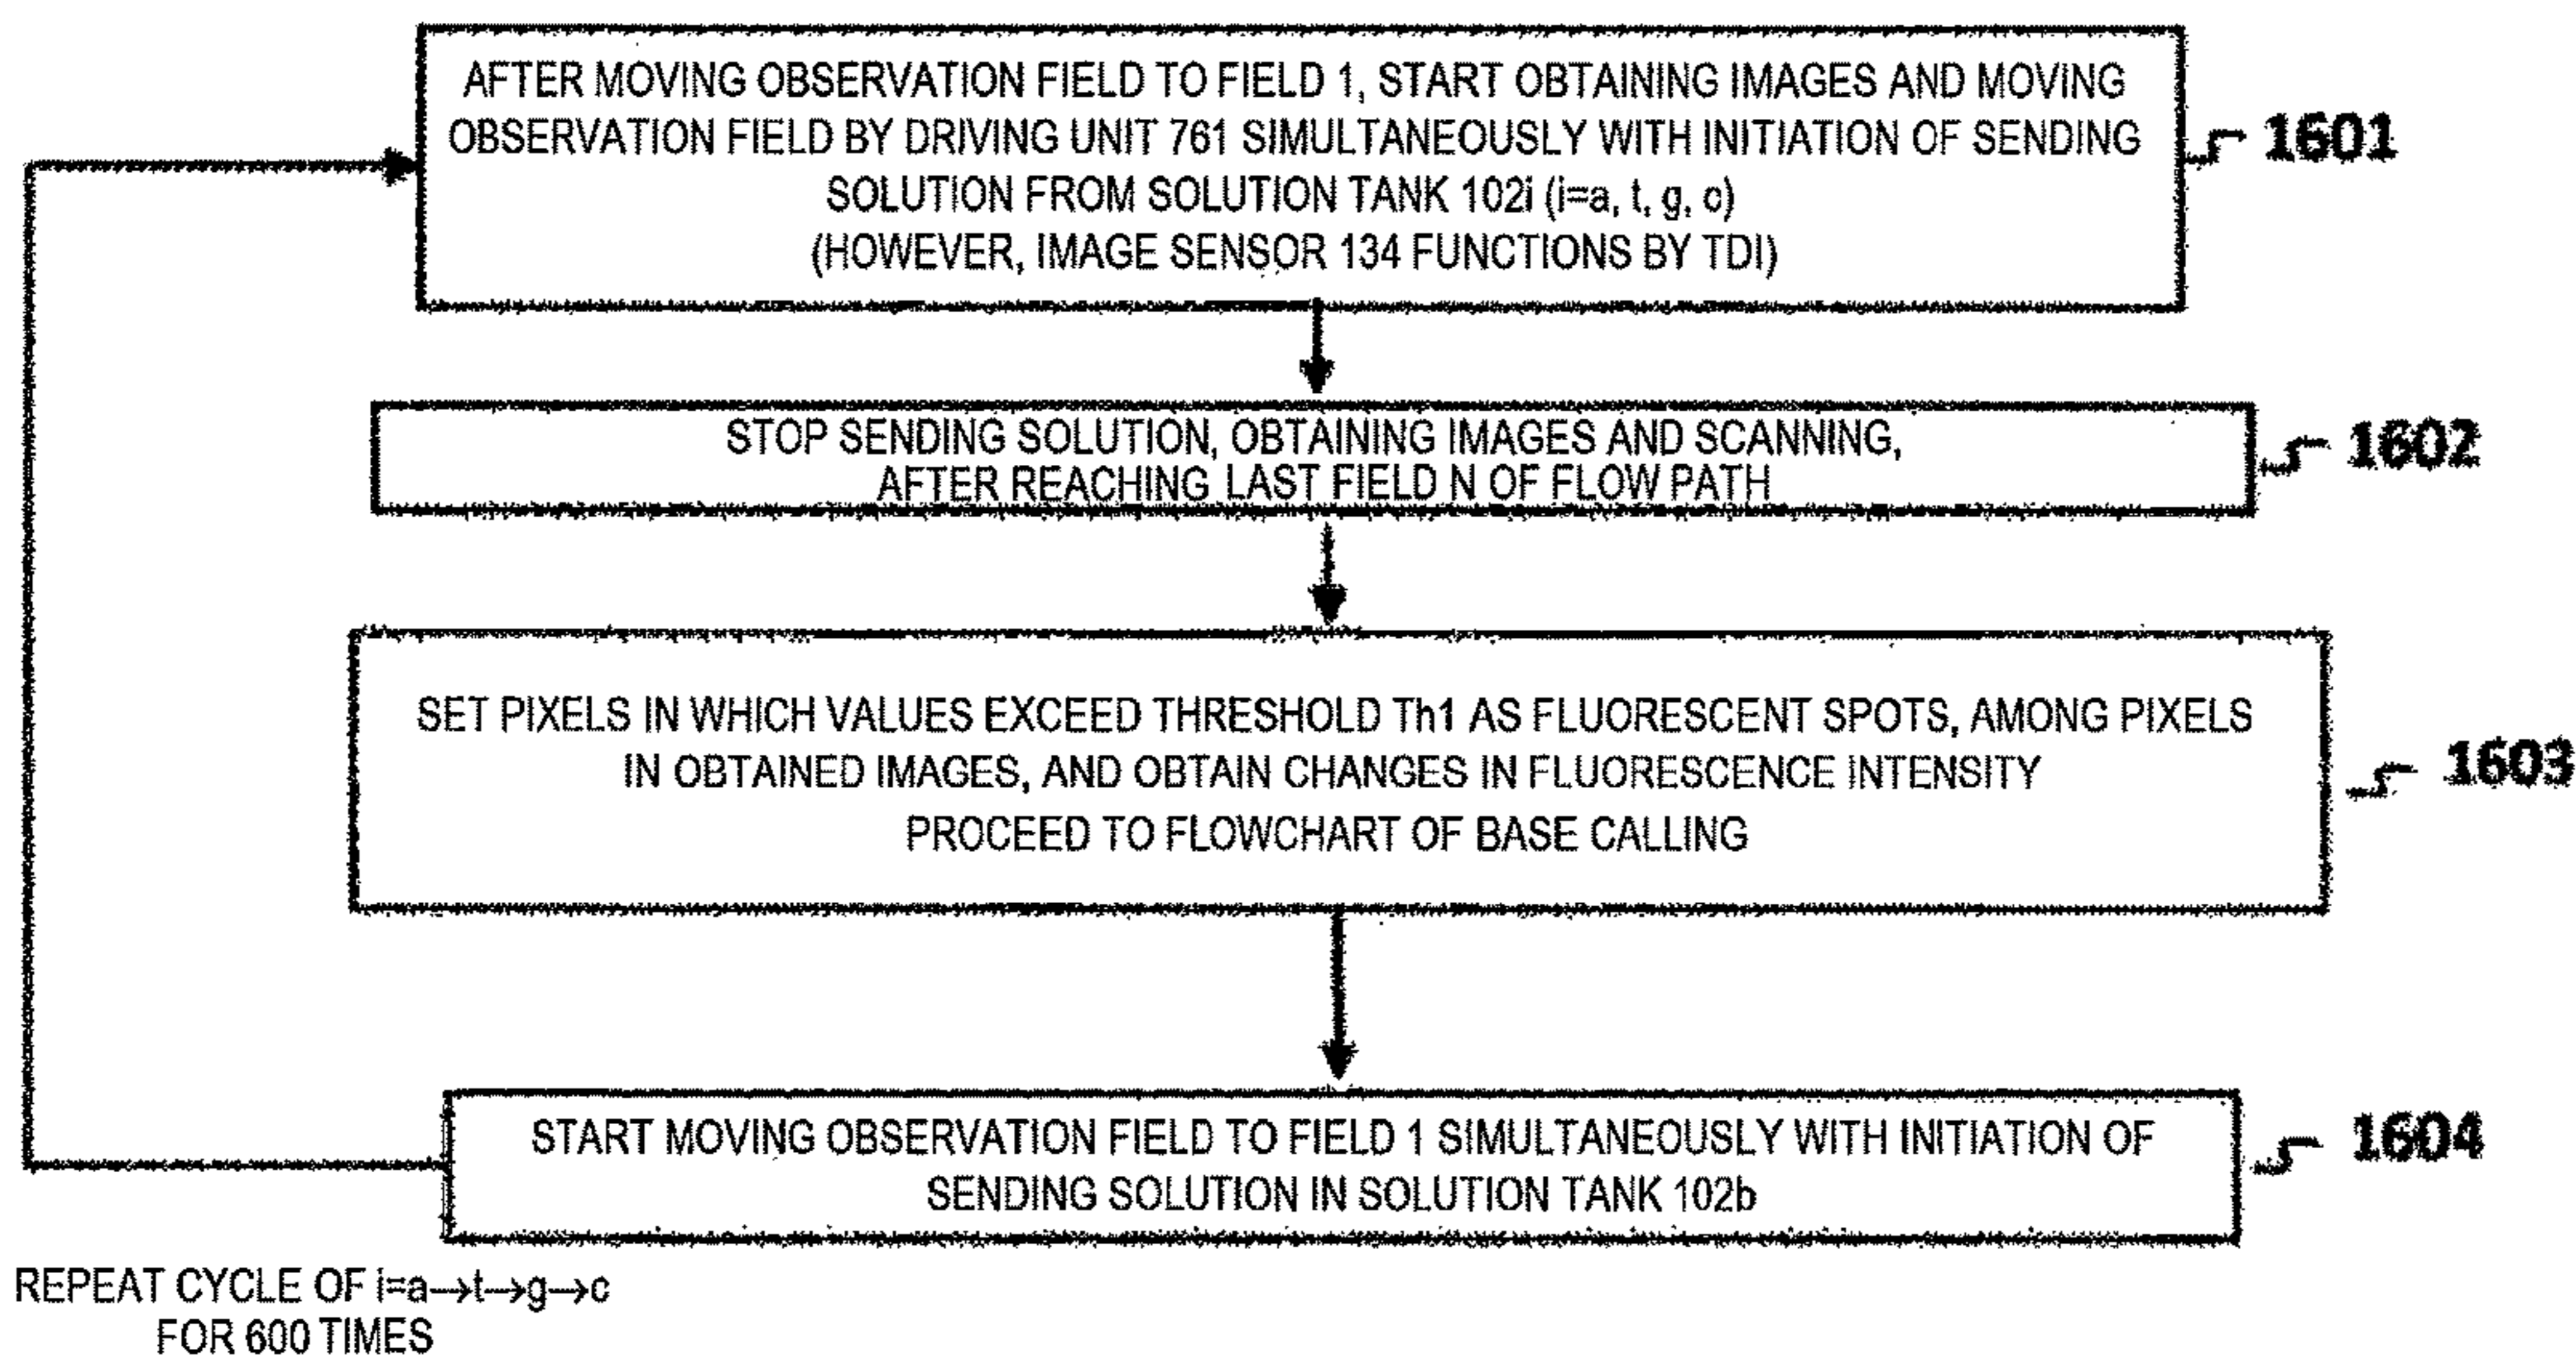 AFTER MOVING OBSERVATION FIELD TO FIELD 1, START OBTAINING IMAGES AND MOVING
OBSERVATION FIELD BY DRIVING UNIT 761 SIMULTANEOUSLY WITH INITIATION OF SENDING
SOLUTION FROM SOLUTION TANK 102i (i=a, t, g, c)
(HOWEVER, IMAGE SENSOR 134 FUNCTIONS BY TDI)
1601
STOP SENDING SOLUTION, OBTAINING IMAGES AND SCANNING,
AFTER REACHING LAST FIELD N OF FLOW PATH
1602
SET PIXELS IN WHICH VALUES EXCEED THRESHOLD Th1 AS FLUORESCENT SPOTS, AMONG PIXELS
IN OBTAINED IMAGES, AND OBTAIN CHANGES IN FLUORESCENCE INTENSITY
PROCEED TO FLOWCHART OF BASE CALLING
1603
START MOVING OBSERVATION FIELD TO FIELD 1 SIMULTANEOUSLY WITH INITIATION OF
SENDING SOLUTION IN SOLUTION TANK 102b
1604
REPEAT CYCLE OF i=a→t→g→c
FOR 600 TIMES